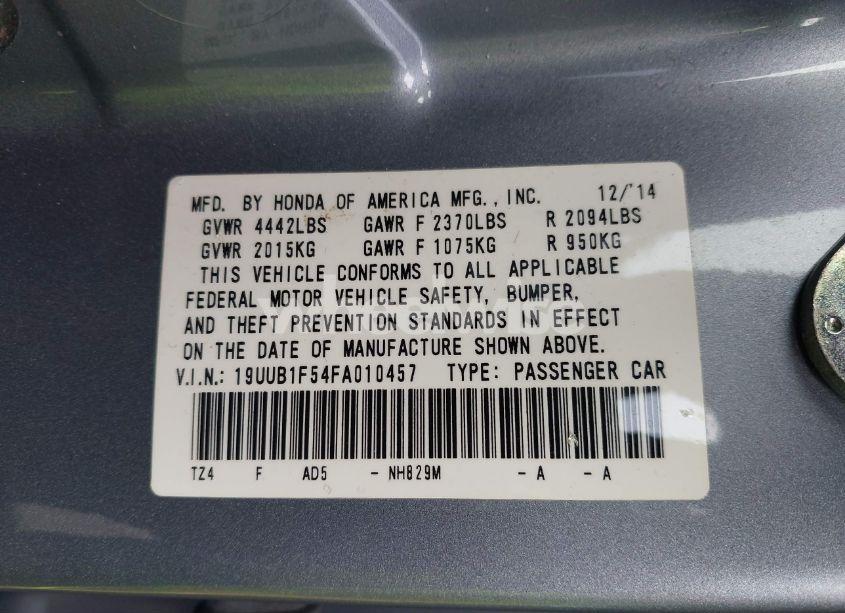 MFD. BY HONDA OF AMERICA MFG., INC. 12/'14
GVWR 4442LBS GAWR F 2370LBS R 2094LBS
GVWR 2015KG GAWR F 1075KG R 950KG
THIS VEHICLE CONFORMS TO ALL APPLICABLE
FEDERAL MOTOR VEHICLE SAFETY, BUMPER,
AND THEFT PREVENTION STANDARDS IN EFFECT
ON THE DATE OF MANUFACTURE SHOWN ABOVE.
V.I.N.: 19UUB1F54FA010457 TYPE: PASSENGER CAR
TZ4 F AD5 - NH829M - A - A